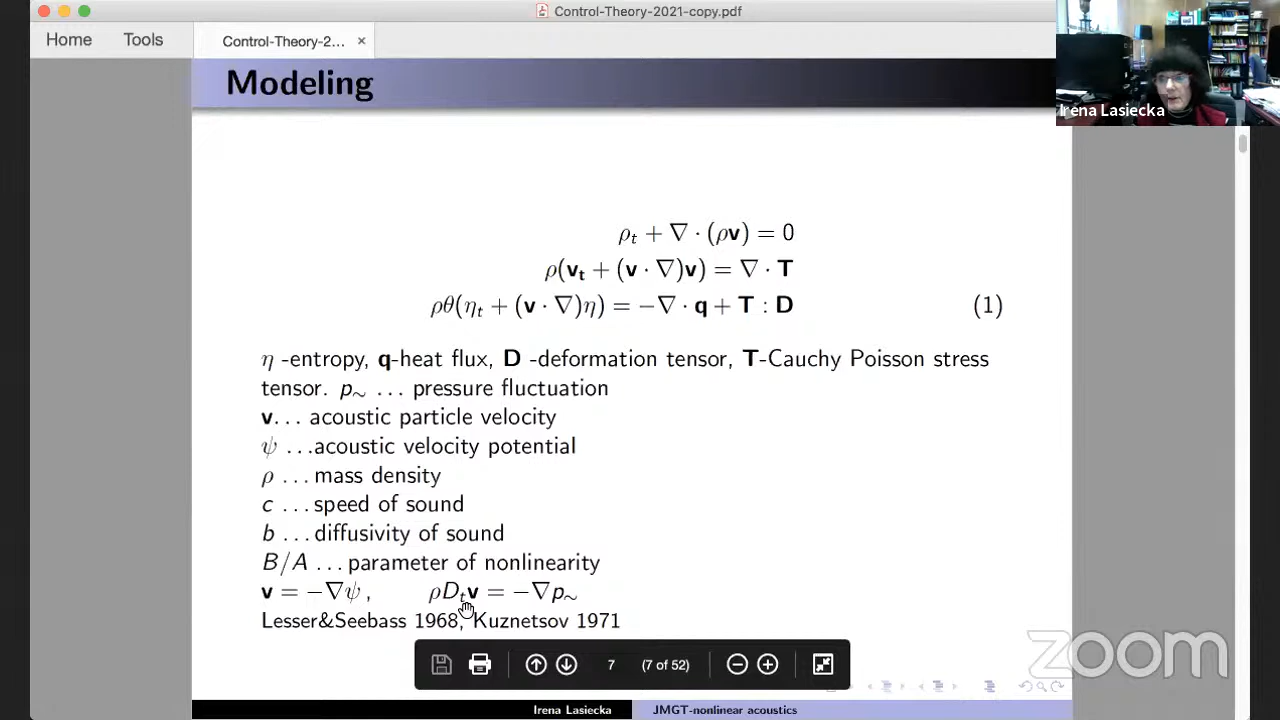 Control-Theory-2021-copy.pdf
Home Tools Control-Theory-2... ×
Irena Lasiecka
Modeling
ρ_t + ∇ · (ρ**v**) = 0
ρ(**v_t** + (**v** · ∇)**v**) = ∇ · **T**
ρθ(η_t + (**v** · ∇)η) = −∇ · **q** + **T** : **D** (1)
η -entropy, **q**-heat flux, **D** -deformation tensor, **T**-Cauchy Poisson stress
tensor. p_∼ ... pressure fluctuation
**v**... acoustic particle velocity
ψ ...acoustic velocity potential
ρ ... mass density
c ...speed of sound
b ...diffusivity of sound
B/A ...parameter of nonlinearity
**v** = −∇ψ , ρD_t**v** = −∇p_∼
Lesser&Seebass 1968, Kuznetsov 1971
7 (7 of 52)
zoom
Irena Lasiecka JMGT-nonlinear acoustics